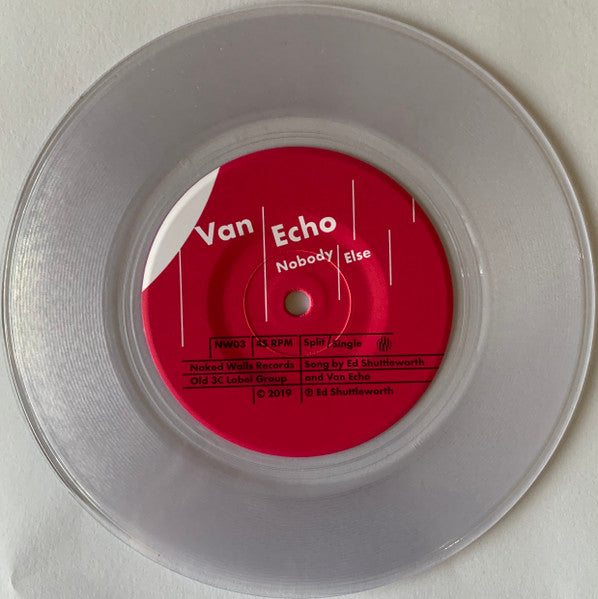 Van Echo
Nobody Else
NW03 45 RPM Split Single
Naked Walls Records Song by Ed Shuttleworth
Old 3C Label Group and Van Echo
© 2019 ℗ Ed Shuttleworth